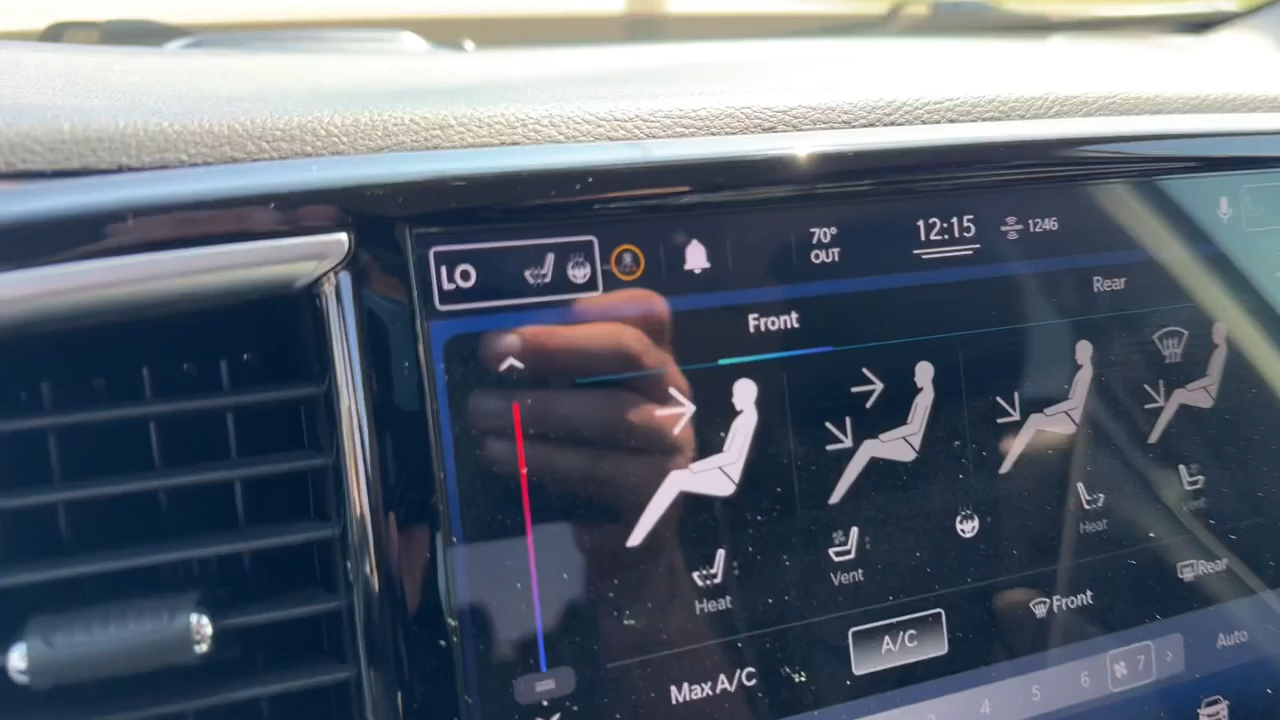 LO
70°
OUT
12:15
1246
Front
Rear
Heat
Vent
Heat
Vent
Max A/C
A/C
Front
Rear
4 5 6 7
Auto